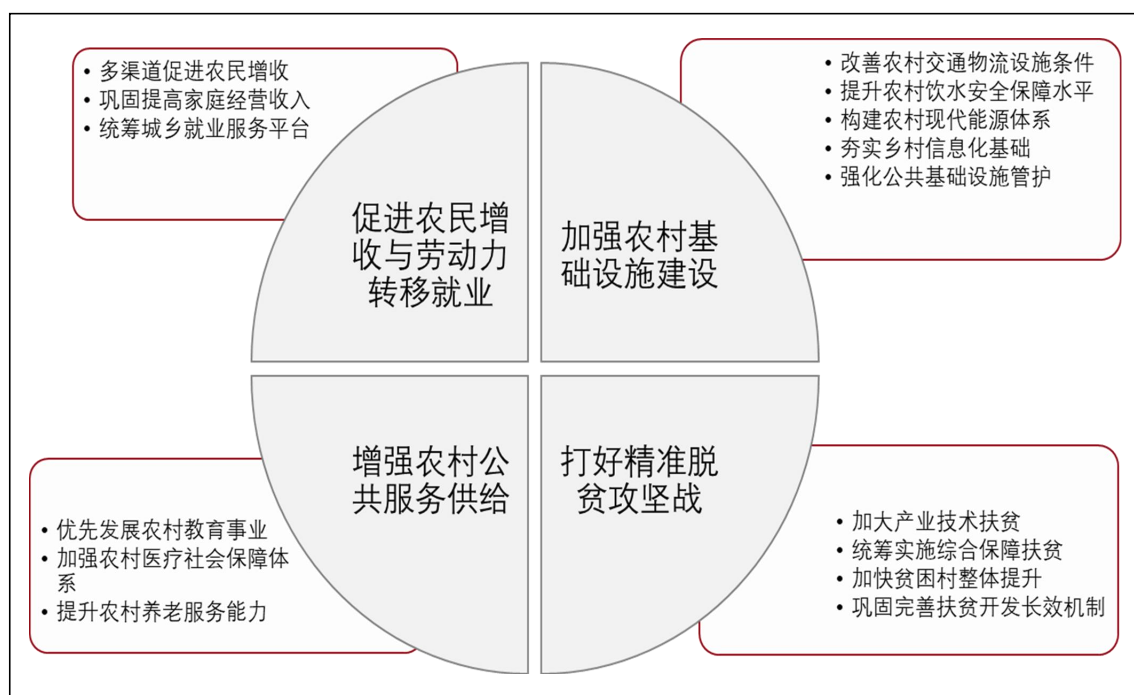 • 多渠道促进农民增收
• 巩固提高家庭经营收入
• 统筹城乡就业服务平台
• 改善农村交通物流设施条件
• 提升农村饮水安全保障水平
• 构建农村现代能源体系
• 夯实乡村信息化基础
• 强化公共基础设施管护
促进农民增
收与劳动力
转移就业
加强农村基
础设施建设
增强农村公
共服务供给
打好精准脱
贫攻坚战
• 优先发展农村教育事业
• 加强农村医疗社会保障体
系
• 提升农村养老服务能力
• 加大产业技术扶贫
• 统筹实施综合保障扶贫
• 加快贫困村整体提升
• 巩固完善扶贫开发长效机制